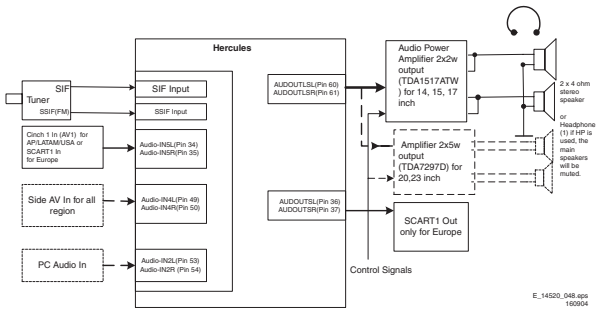 Hercules
SIF
Tuner
SSIF(FM)
SIF Input
SSIF Input
Cinch 1 In (AV1) for
AP/LATAM/USA or
SCART1 In
for Europe
Audio-IN5L(Pin 34)
Audio-IN5R(Pin 35)
Side AV In for all
region
Audio-IN4L(Pin 49)
Audio-IN4R(Pin 50)
PC Audio In
Audio-IN2L(Pin 53)
Audio-IN2R (Pin 54)
AUDOUTLSL(Pin 60)
AUDOUTLSR(Pin 61)
AUDOUTSL(Pin 36)
AUDOUTSR(Pin 37)
Audio Power
Amplifier 2x2w
output
(TDA1517ATW
) for 14, 15, 17
inch
Amplifier 2x5w
output
(TDA7297D) for
20,23 inch
SCART1 Out
only for Europe
Control Signals
2 x 4 ohm
stereo
speaker
or
Headphone
(1) if HP is
used, the
main
speakers
will be
muted.
E_14520_048.eps
160904